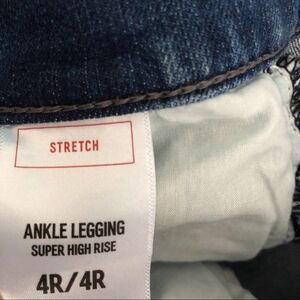 STRETCH
ANKLE LEGGING
SUPER HIGH RISE
4R/4R